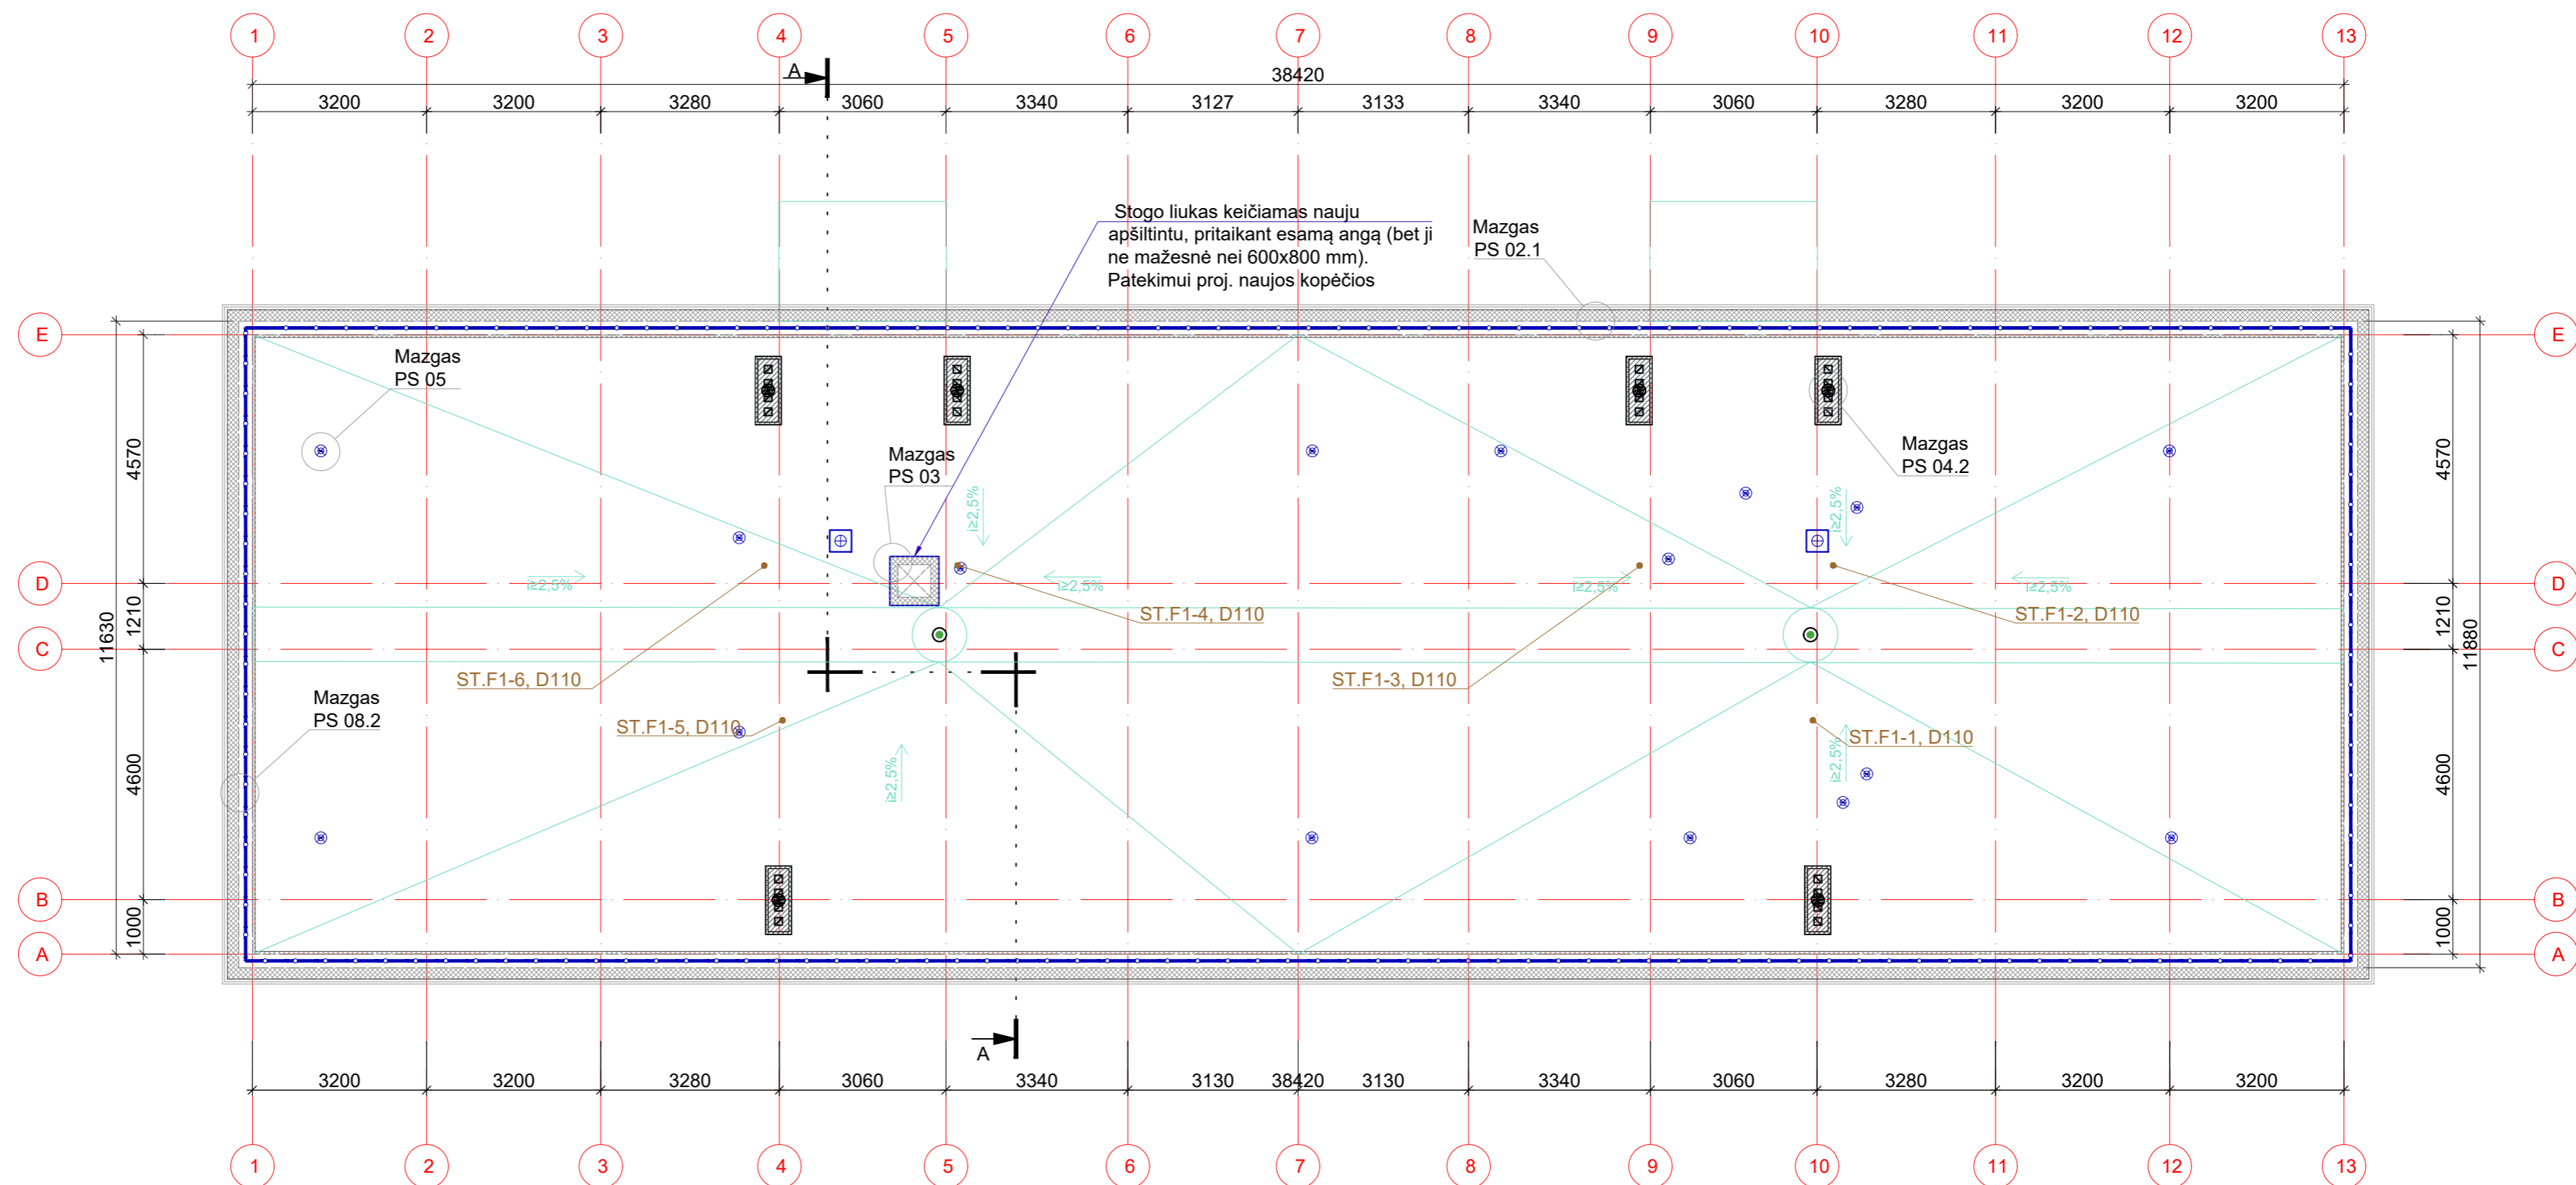 1 2 3 4 5 6 7 8 9 10 11 12 13
A
38420
3200 3200 3280 3060 3340 3127 3133 3340 3060 3280 3200 3200
Stogo liukas keičiamas nauju
apšiltintu, pritaikant esamą angą (bet ji
ne mažesnė nei 600x800 mm).
Patekimui proj. naujos kopėčios
Mazgas
PS 02.1
E E
Mazgas
PS 05
Mazgas
PS 03
Mazgas
PS 04.2
4570 4570
i≥2,5% i≥2,5%
D D
i≥2,5% i≥2,5% i≥2,5% i≥2,5%
11630 1210 1210 11880
ST.F1-4, D110 ST.F1-2, D110
C C
ST.F1-6, D110 ST.F1-3, D110
Mazgas
PS 08.2
ST.F1-5, D110 ST.F1-1, D110
i≥2,5% i≥2,5%
4600 4600
B B
1000 1000
A A
A
3200 3200 3280 3060 3340 3130 38420 3130 3340 3060 3280 3200 3200
1 2 3 4 5 6 7 8 9 10 11 12 13